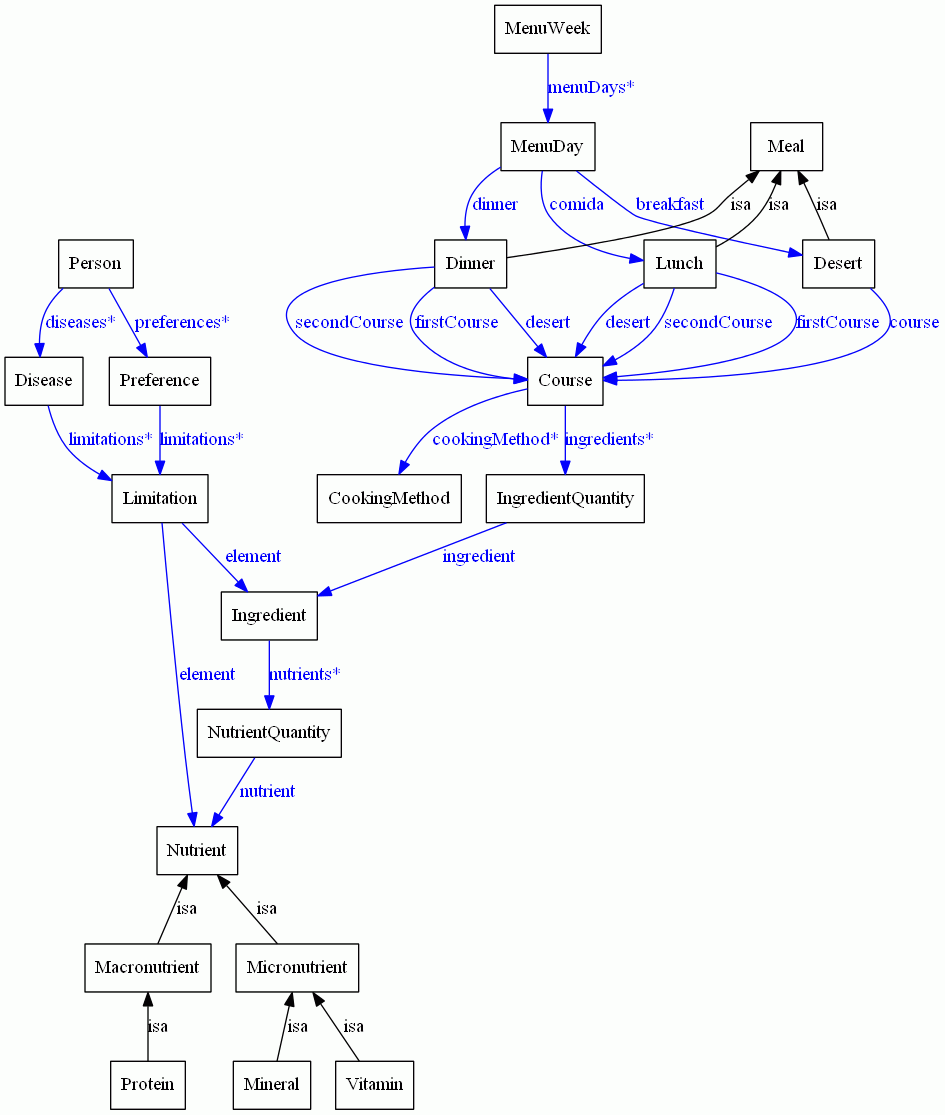 MenuWeek
menuDays*
MenuDay
Meal
dinner
comida
breakfast
isa
isa
isa
Person
Dinner
Lunch
Desert
diseases*
preferences*
secondCourse
firstCourse
desert
desert
secondCourse
firstCourse
course
Disease
Preference
Course
limitations*
limitations*
cookingMethod*
ingredients*
Limitation
CookingMethod
IngredientQuantity
element
ingredient
Ingredient
element
nutrients*
NutrientQuantity
nutrient
Nutrient
isa
isa
Macronutrient
Micronutrient
isa
isa
isa
Protein
Mineral
Vitamin